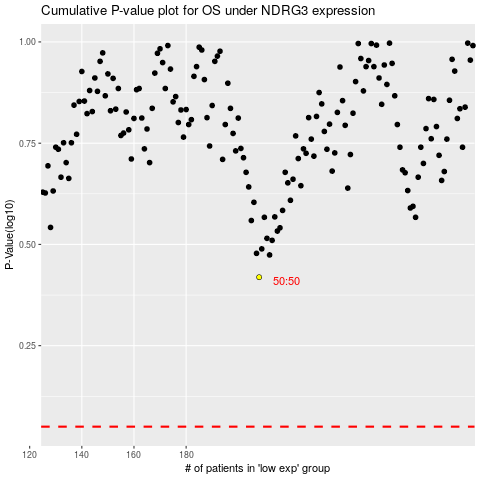 Cumulative P-value plot for OS under NDRG3 expression
1.00
0.75
0.50
0.25
P-Value(log10)
50:50
120 140 160 180
# of patients in 'low exp' group